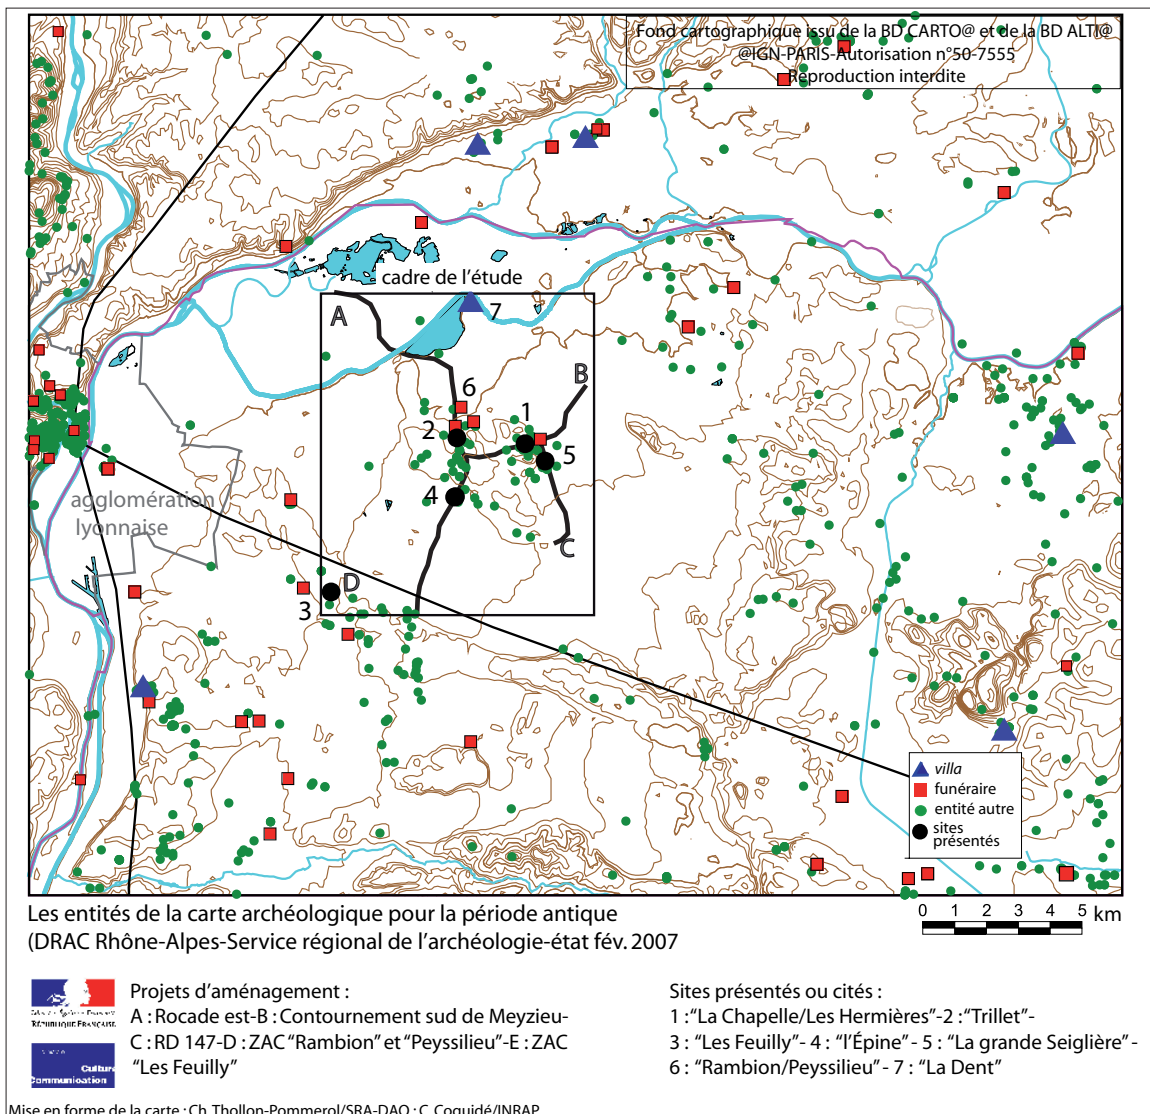 Fond cartographique issu de la BD CARTO@ et de la BD ALTI@
@IGN-PARIS-Autorisation n°50-7555
Reproduction interdite
cadre de l'étude
A
7
B
6
1
2
5
4
C
D
3
agglomération
lyonnaise
villa
funéraire
entité autre
sites
présentés
0 1 2 3 4 5 km
Les entités de la carte archéologique pour la période antique
(DRAC Rhône-Alpes-Service régional de l'archéologie-état fév. 2007
RÉPUBLIQUE FRANÇAISE
Culture
Communication
Projets d'aménagement :
A : Rocade est-B : Contournement sud de Meyzieu-
C : RD 147-D : ZAC "Rambion" et "Peyssilieu"-E : ZAC
"Les Feuilly"
Sites présentés ou cités :
1 :"La Chapelle/Les Hermières"-2 :"Trillet"-
3 : "Les Feuilly"- 4 : "l'Épine" - 5 : "La grande Seiglière" -
6 : "Rambion/Peyssilieu" - 7 : "La Dent"
Mise en forme de la carte : Ch. Thollon-Pommerol/SRA-DAO : C. Coquidé/INRAP